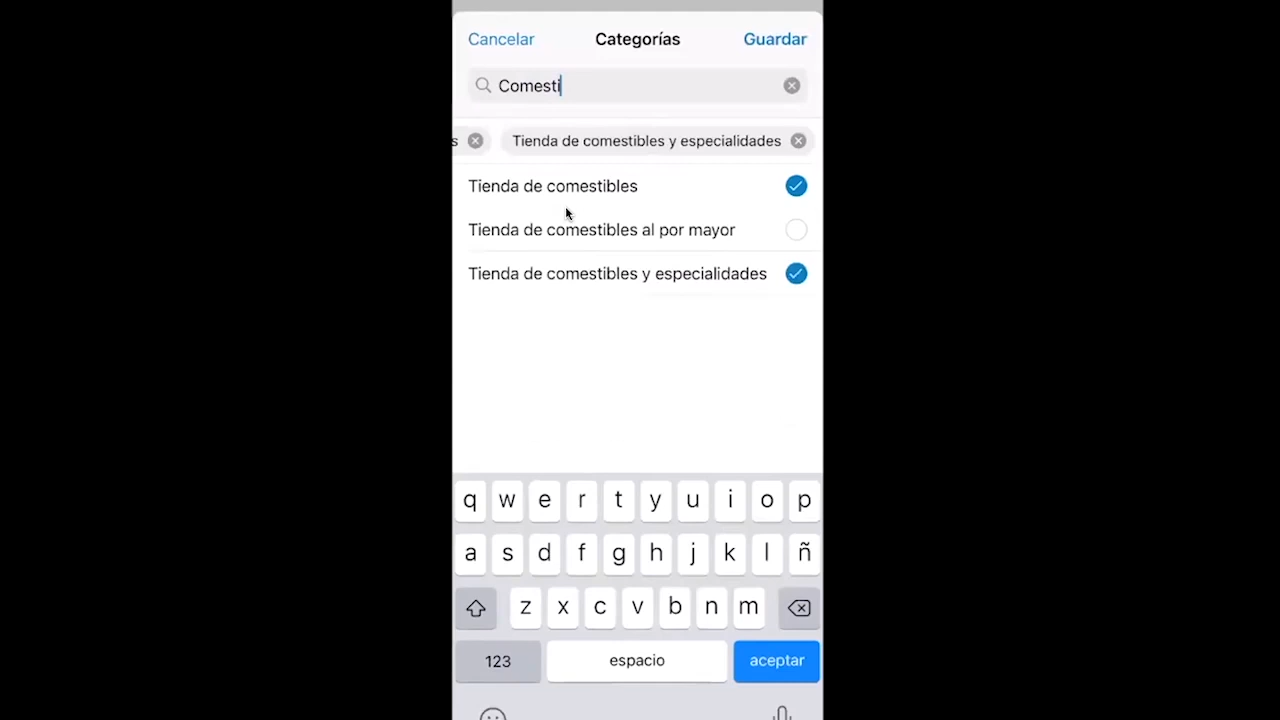 Cancelar Categorías Guardar
Comesti
s Tienda de comestibles y especialidades
Tienda de comestibles
Tienda de comestibles al por mayor
Tienda de comestibles y especialidades
q w e r t y u i o p
a s d f g h j k l ñ
z x c v b n m
123 espacio aceptar